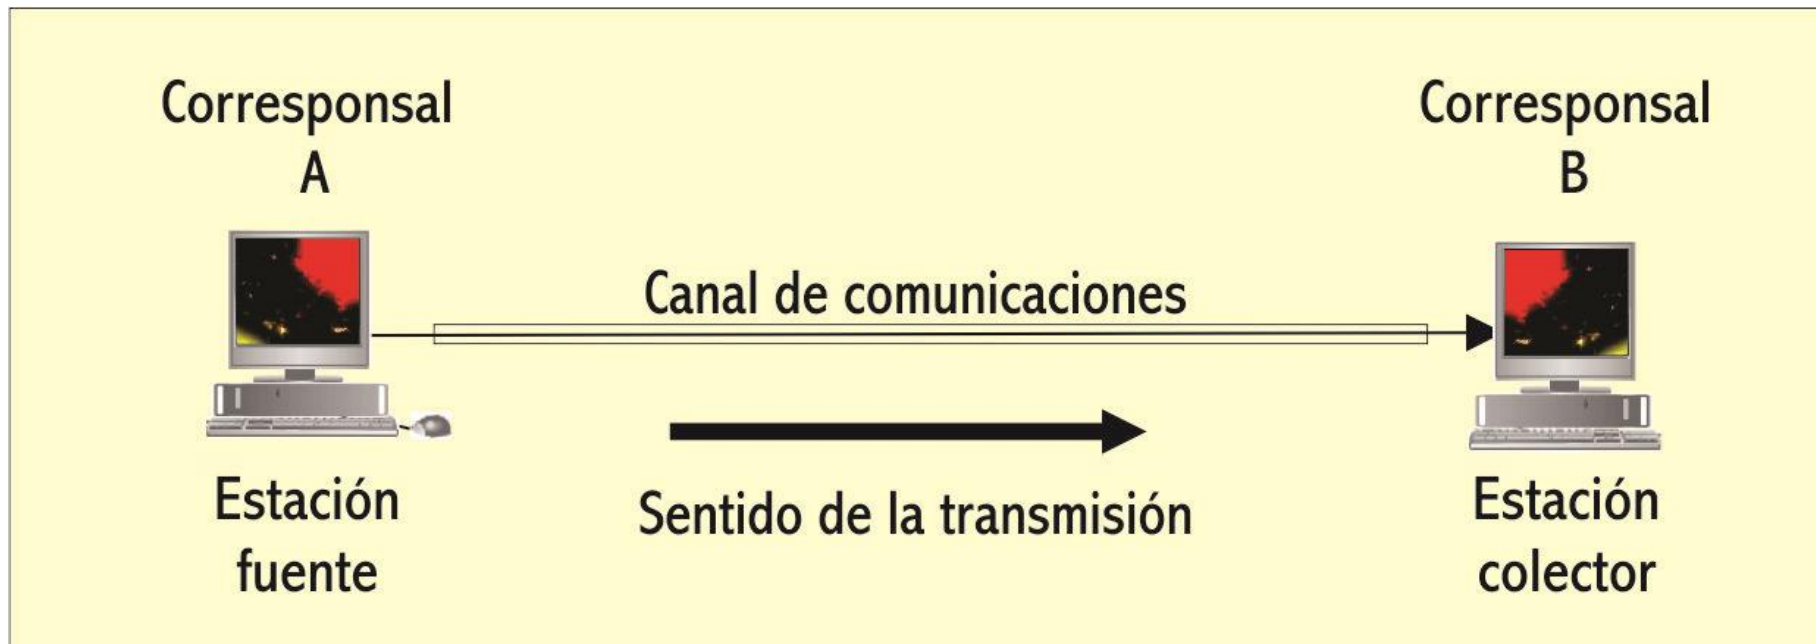 Corresponsal
A
Corresponsal
B
Canal de comunicaciones
Sentido de la transmisión
Estación
fuente
Estación
colector